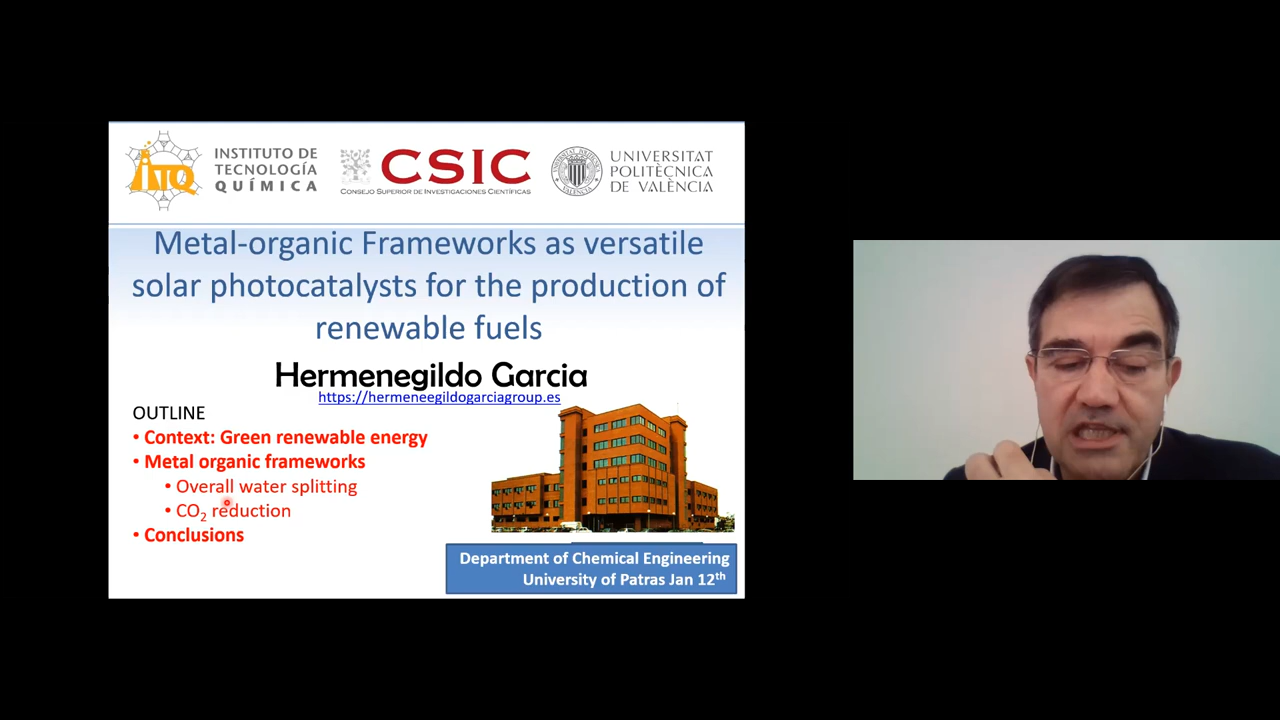 iTQ
INSTITUTO DE
TECNOLOGÍA
QUÍMICA
CSIC
CONSEJO SUPERIOR DE INVESTIGACIONES CIENTÍFICAS
UNIVERSITAT
POLITÈCNICA
DE VALÈNCIA
Metal-organic Frameworks as versatile
solar photocatalysts for the production of
renewable fuels
Hermenegildo Garcia
https://hermeneegildogarciagroup.es
OUTLINE
• Context: Green renewable energy
• Metal organic frameworks
• Overall water splitting
• CO₂ reduction
• Conclusions
Department of Chemical Engineering
University of Patras Jan 12th